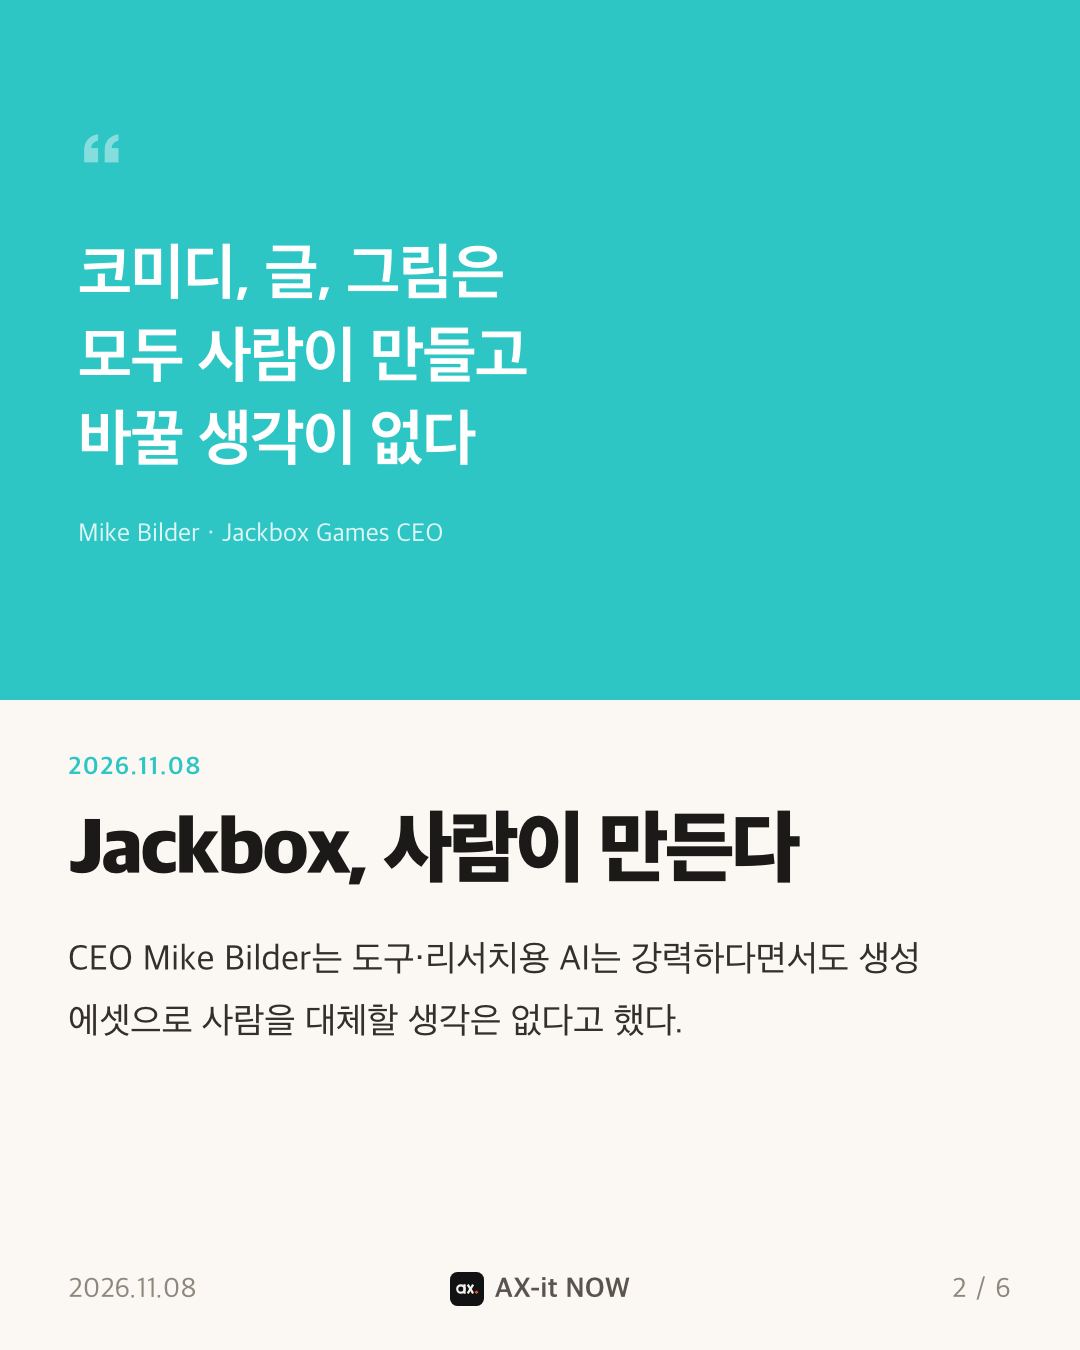 “
코미디, 글, 그림은
모두 사람이 만들고
바꿀 생각이 없다
Mike Bilder · Jackbox Games CEO
2026.11.08
Jackbox, 사람이 만든다
CEO Mike Bilder는 도구·리서치용 AI는 강력하다면서도 생성
에셋으로 사람을 대체할 생각은 없다고 했다.
2026.11.08
ax. AX-it NOW
2 / 6